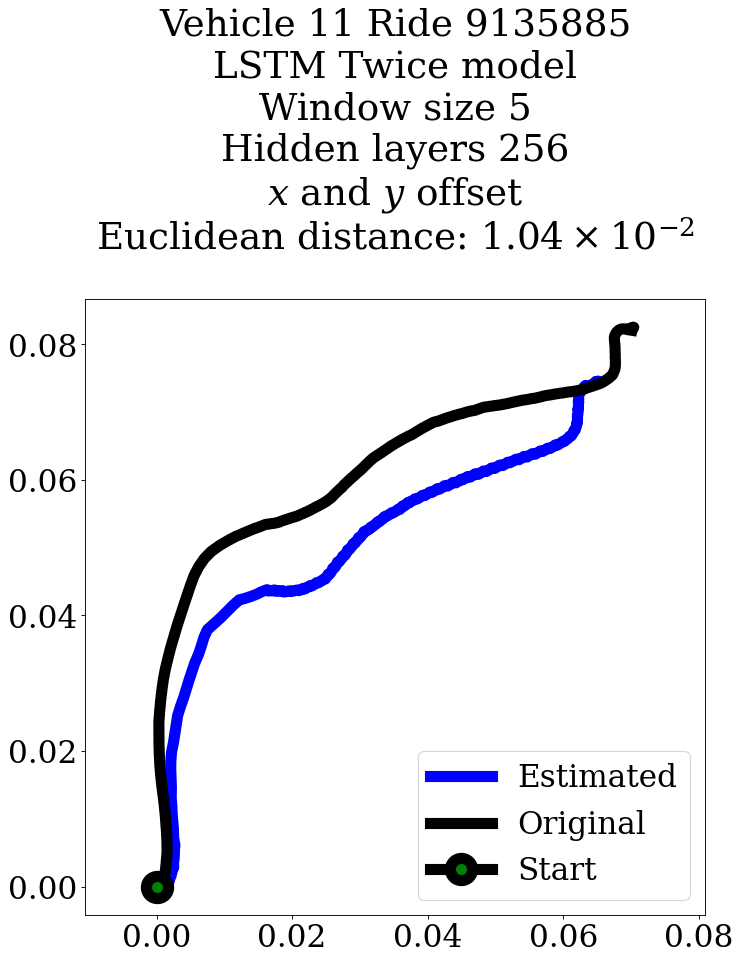 Vehicle 11 Ride 9135885
LSTM Twice model
Window size 5
Hidden layers 256
x and y offset
Euclidean distance: 1.04 × 10⁻²
0.08
0.06
0.04
0.02
0.00
Estimated
Original
Start
0.00 0.02 0.04 0.06 0.08